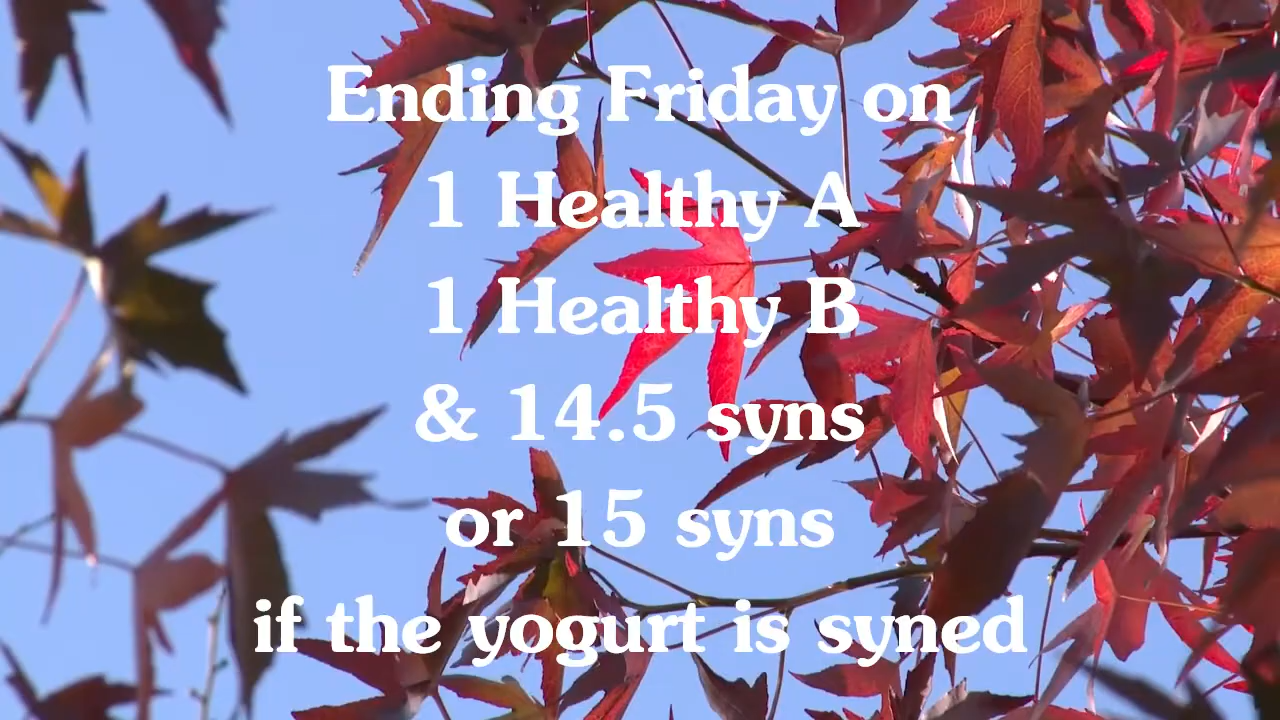 Ending Friday on
1 Healthy A
1 Healthy B
& 14.5 syns
or 15 syns
if the yogurt is syned